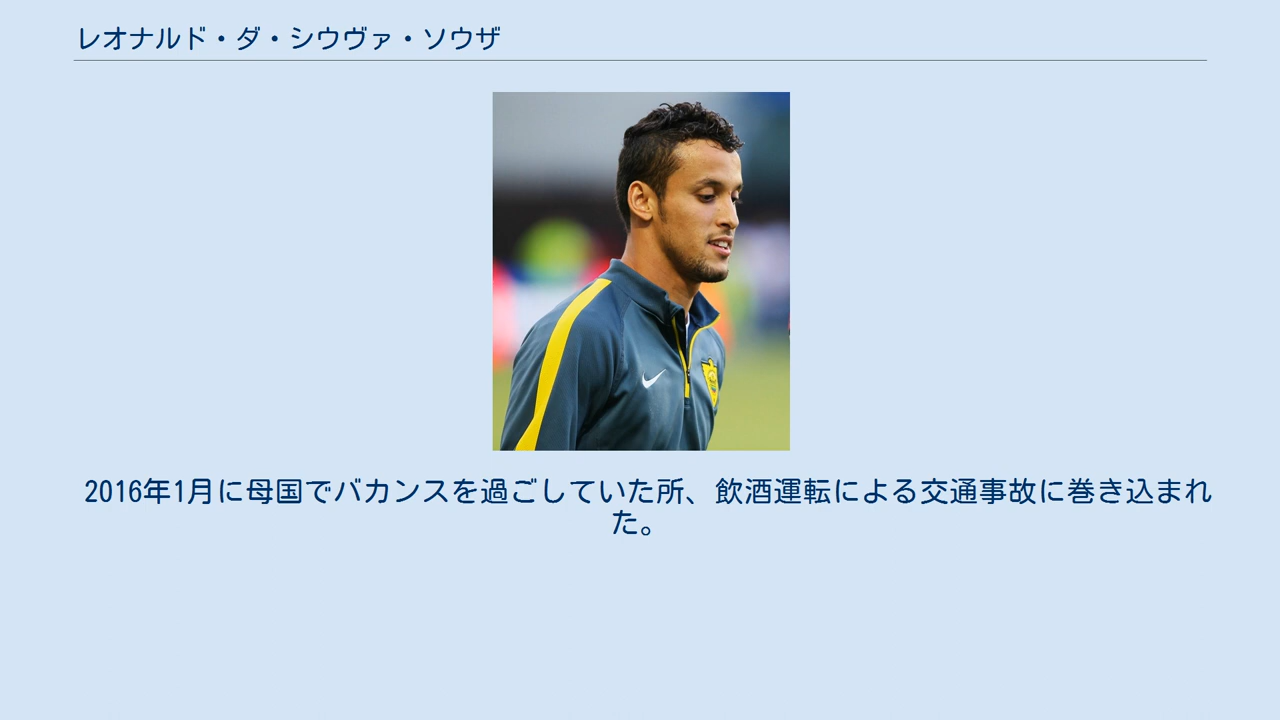 レオナルド・ダ・シウヴァ・ソウザ
2016年1月に母国でバカンスを過ごしていた所、飲酒運転による交通事故に巻き込まれ
た。